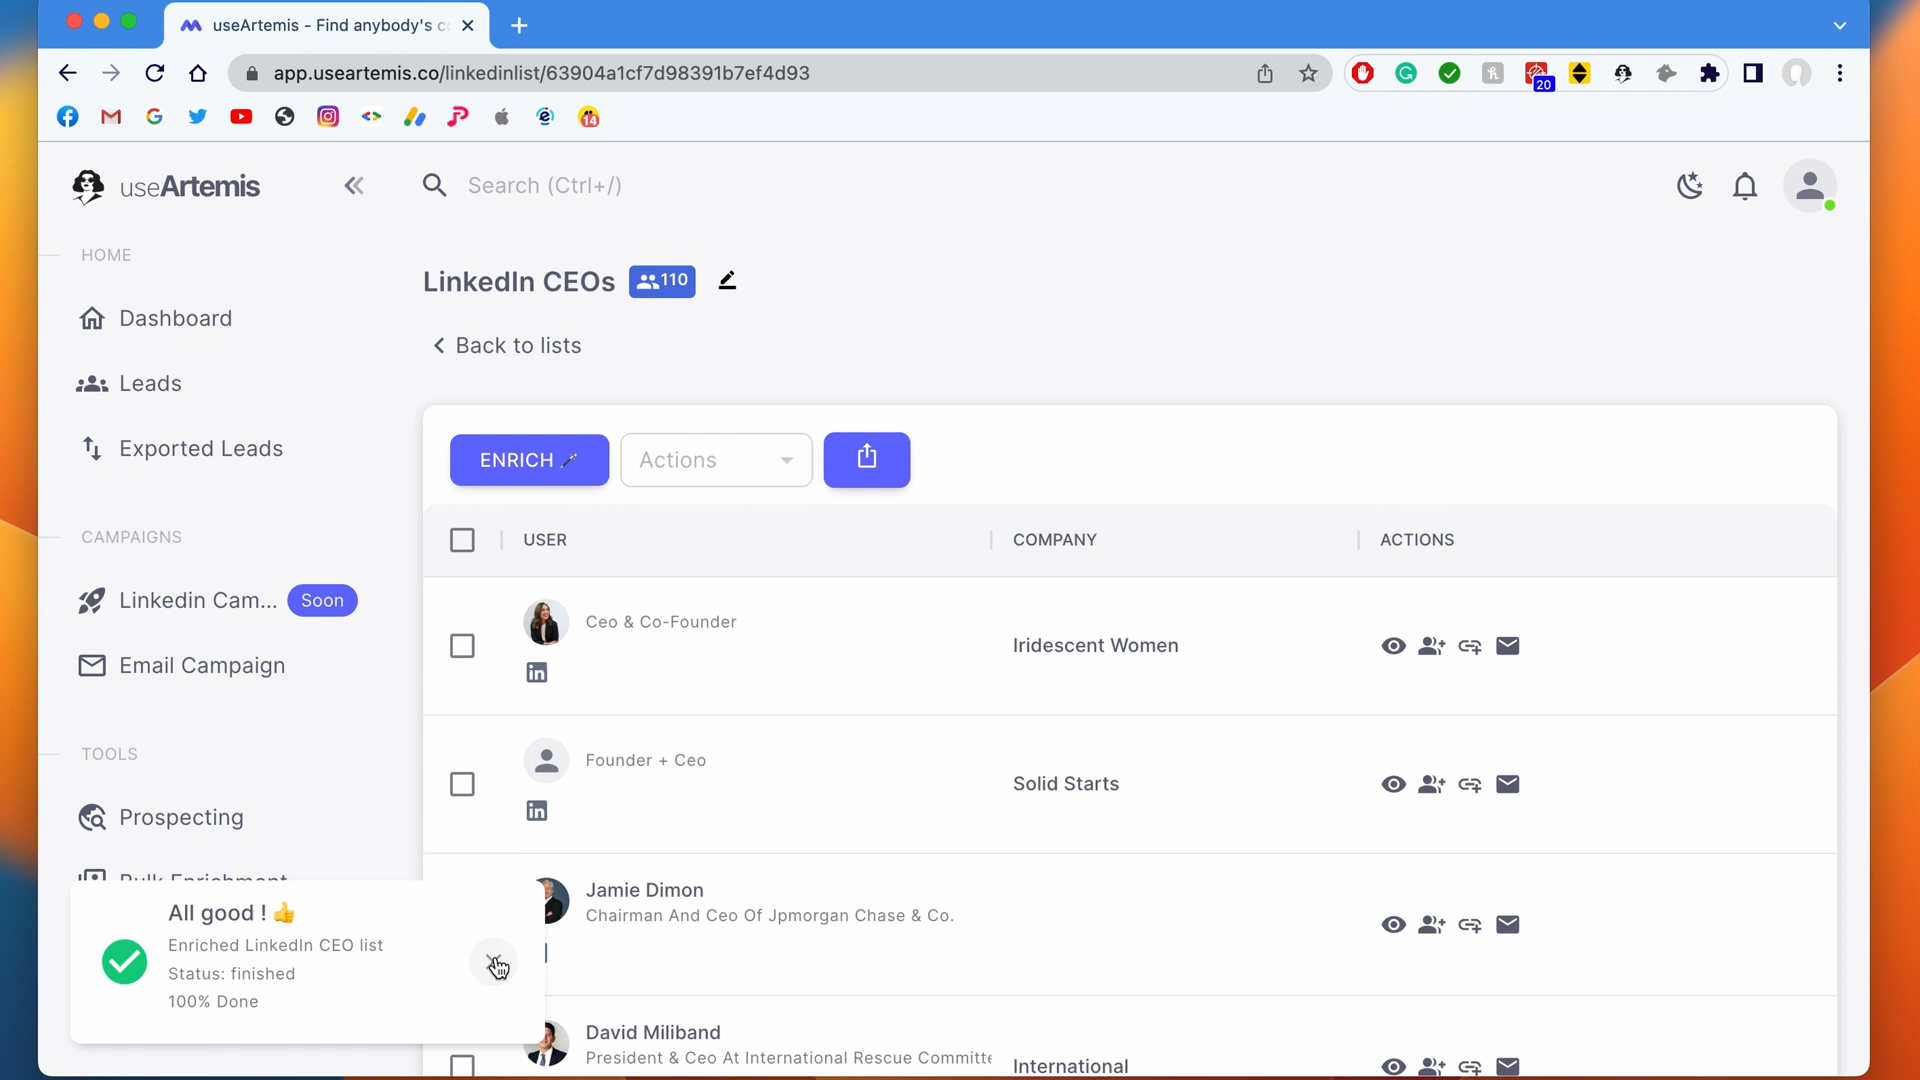 useArtemis - Find anybody's c
app.useartemis.co/linkedinlist/63904a1cf7d98391b7ef4d93
20
14
useArtemis
Search (Ctrl+/)
HOME
LinkedIn CEOs 110
Dashboard
Back to lists
Leads
Exported Leads
ENRICH
Actions
CAMPAIGNS
USER
COMPANY
ACTIONS
Linkedin Cam... Soon
Ceo & Co-Founder
Iridescent Women
Email Campaign
TOOLS
Founder + Ceo
Solid Starts
Prospecting
Bulk Enrichment
Jamie Dimon
Chairman And Ceo Of Jpmorgan Chase & Co.
All good ! 👍
Enriched LinkedIn CEO list
Status: finished
100% Done
David Miliband
President & Ceo At International Rescue Committe
International